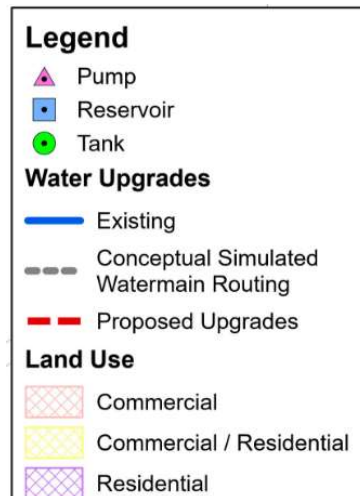 Legend
Pump
Reservoir
Tank
Water Upgrades
Existing
Conceptual Simulated
Watermain Routing
Proposed Upgrades
Land Use
Commercial
Commercial / Residential
Residential